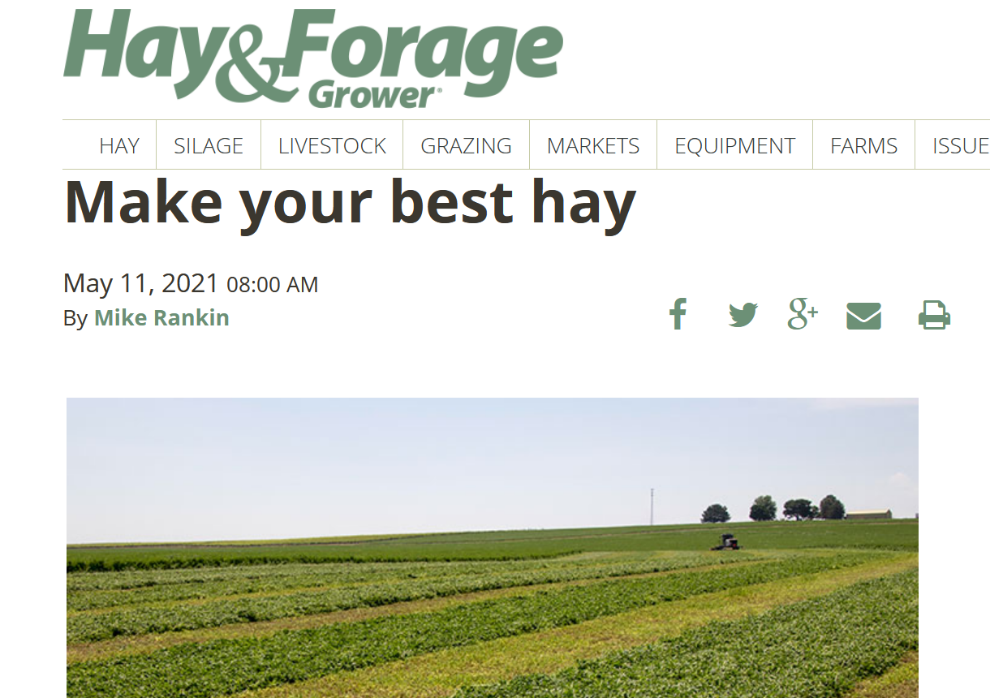 Hay&Forage
Grower®
HAY SILAGE LIVESTOCK GRAZING MARKETS EQUIPMENT FARMS ISSUE
Make your best hay
May 11, 2021 08:00 AM
By Mike Rankin